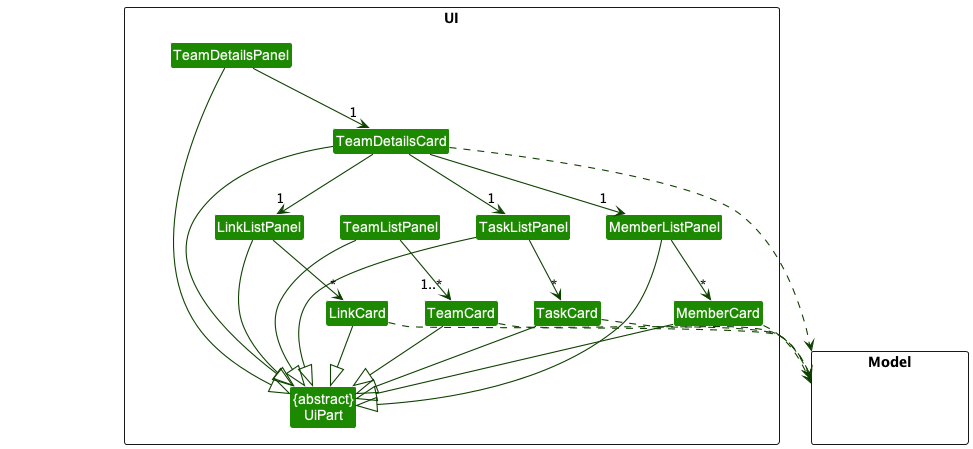 UI
TeamDetailsPanel
1
TeamDetailsCard
1
1
1
LinkListPanel
TeamListPanel
TaskListPanel
MemberListPanel
*
1..*
*
*
LinkCard
TeamCard
TaskCard
MemberCard
Model
{abstract}
UiPart